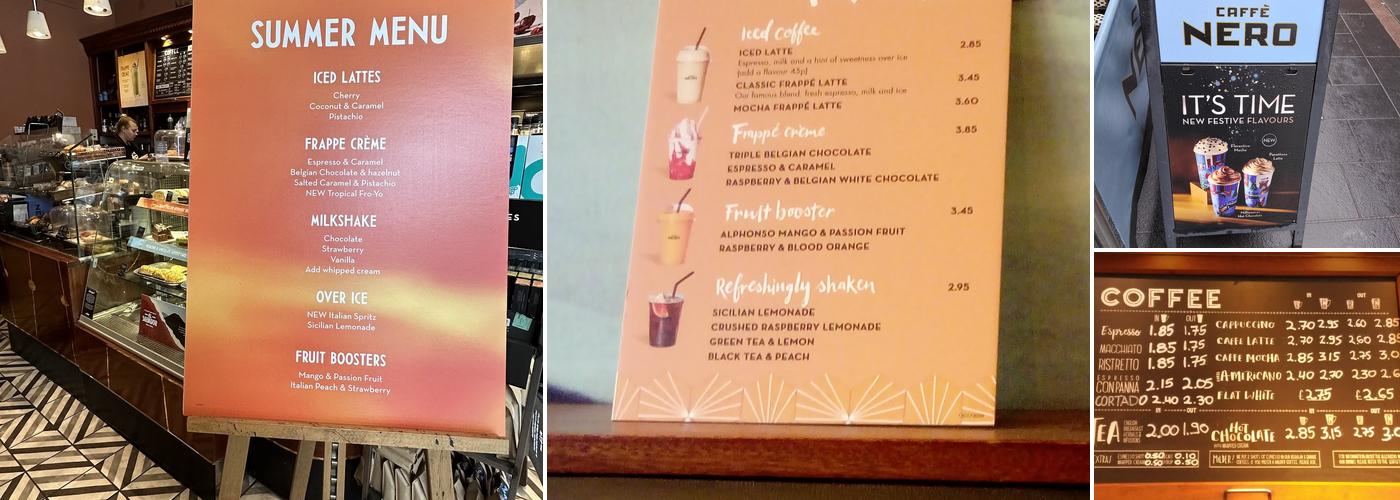 SUMMER MENU
ICED LATTES
Cherry
Coconut & Caramel
Pistachio
FRAPPE CRÈME
Espresso & Caramel
Belgian Chocolate & hazelnut
Salted Caramel & Pistachio
NEW Tropical Fro-Yo
MILKSHAKE
Chocolate
Strawberry
Vanilla
Add whipped cream
OVER ICE
NEW Italian Spritz
Sicilian Lemonade
FRUIT BOOSTERS
Mango & Passion Fruit
Italian Peach & Strawberry
Iced coffee
ICED LATTE 2.85
Espresso, milk and a hint of sweetness over ice
(add a flavour 45p)
CLASSIC FRAPPÉ LATTE 3.45
Our famous blend: fresh espresso, milk and ice
MOCHA FRAPPÉ LATTE 3.60
Frappé crème 3.85
TRIPLE BELGIAN CHOCOLATE
ESPRESSO & CARAMEL
RASPBERRY & BELGIAN WHITE CHOCOLATE
Fruit booster 3.45
ALPHONSO MANGO & PASSION FRUIT
RASPBERRY & BLOOD ORANGE
Refreshingly shaken 2.95
SICILIAN LEMONADE
CRUSHED RASPBERRY LEMONADE
GREEN TEA & LEMON
BLACK TEA & PEACH
CAFFÈ
NERO
IT'S TIME
NEW FESTIVE FLAVOURS
NEW
COFFEE
IN OUT
Espresso 1.85 1.75
MACCHIATO 1.85 1.75
RISTRETTO 1.85 1.75
ESPRESSO
CON PANNA 2.15 2.05
CORTADO 2.40 2.30
IN OUT
CAPPUCCINO 2.70 2.95 2.60 2.85
CAFFE LATTE 2.70 2.95 2.60 2.85
CAFFE MOCHA 2.85 3.15 2.75
AMERICANO 2.40 2.70 2.30
FLAT WHITE £2.75 £2.65
IN OUT
TEA 2.00 1.90
Hot
CHOCOLATE 2.85 3.15 2.75
EXTRAS